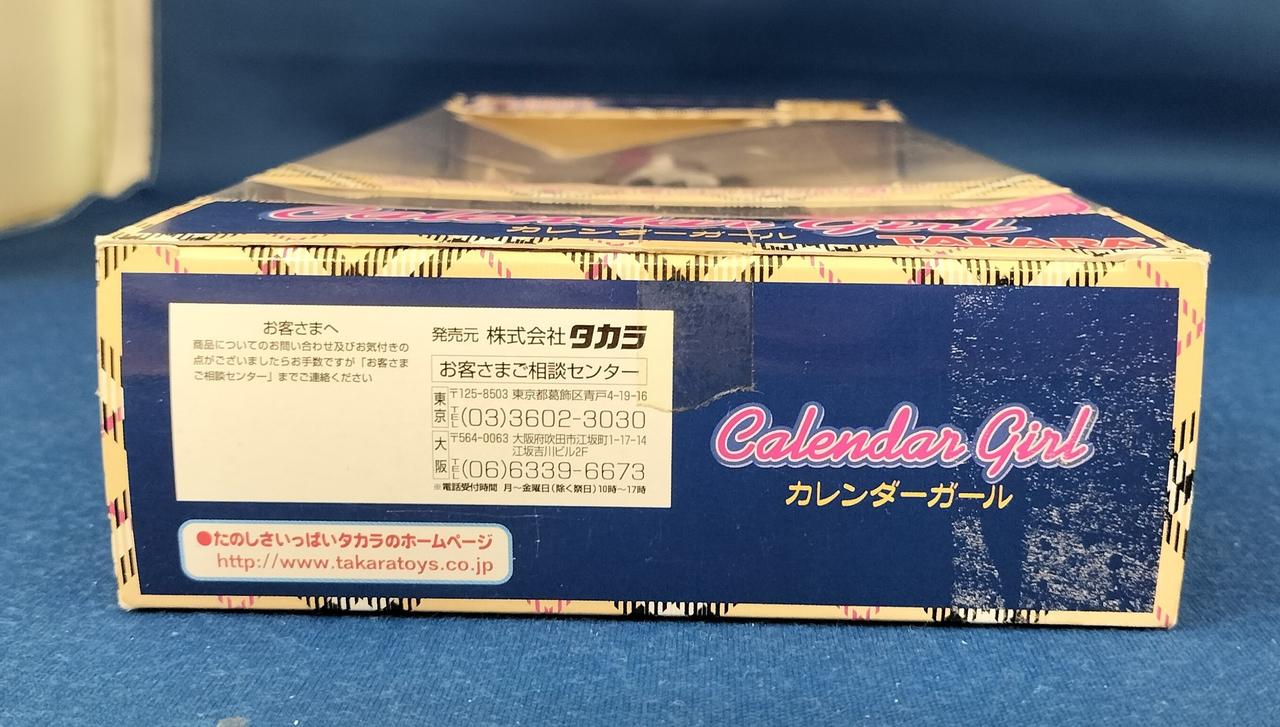 Calendar Girl
カレンダーガール
TAKARA
お客さまへ
商品についてのお問い合わせ及びお気付きの
点がございましたらお手数ですが「お客さま
ご相談センター」までご連絡ください
発売元 株式会社タカラ
お客さまご相談センター
東京
〒125-8503 東京都葛飾区青戸4-19-16
TEL(03)3602-3030
大阪
〒564-0063 大阪府吹田市江坂町1-17-14
江坂吉川ビル2F
TEL(06)6339-6673
※電話受付時間 月〜金曜日(除く祭日)10時〜17時
●たのしさいっぱいタカラのホームページ
http://www.takaratoys.co.jp
Calendar Girl
カレンダーガール